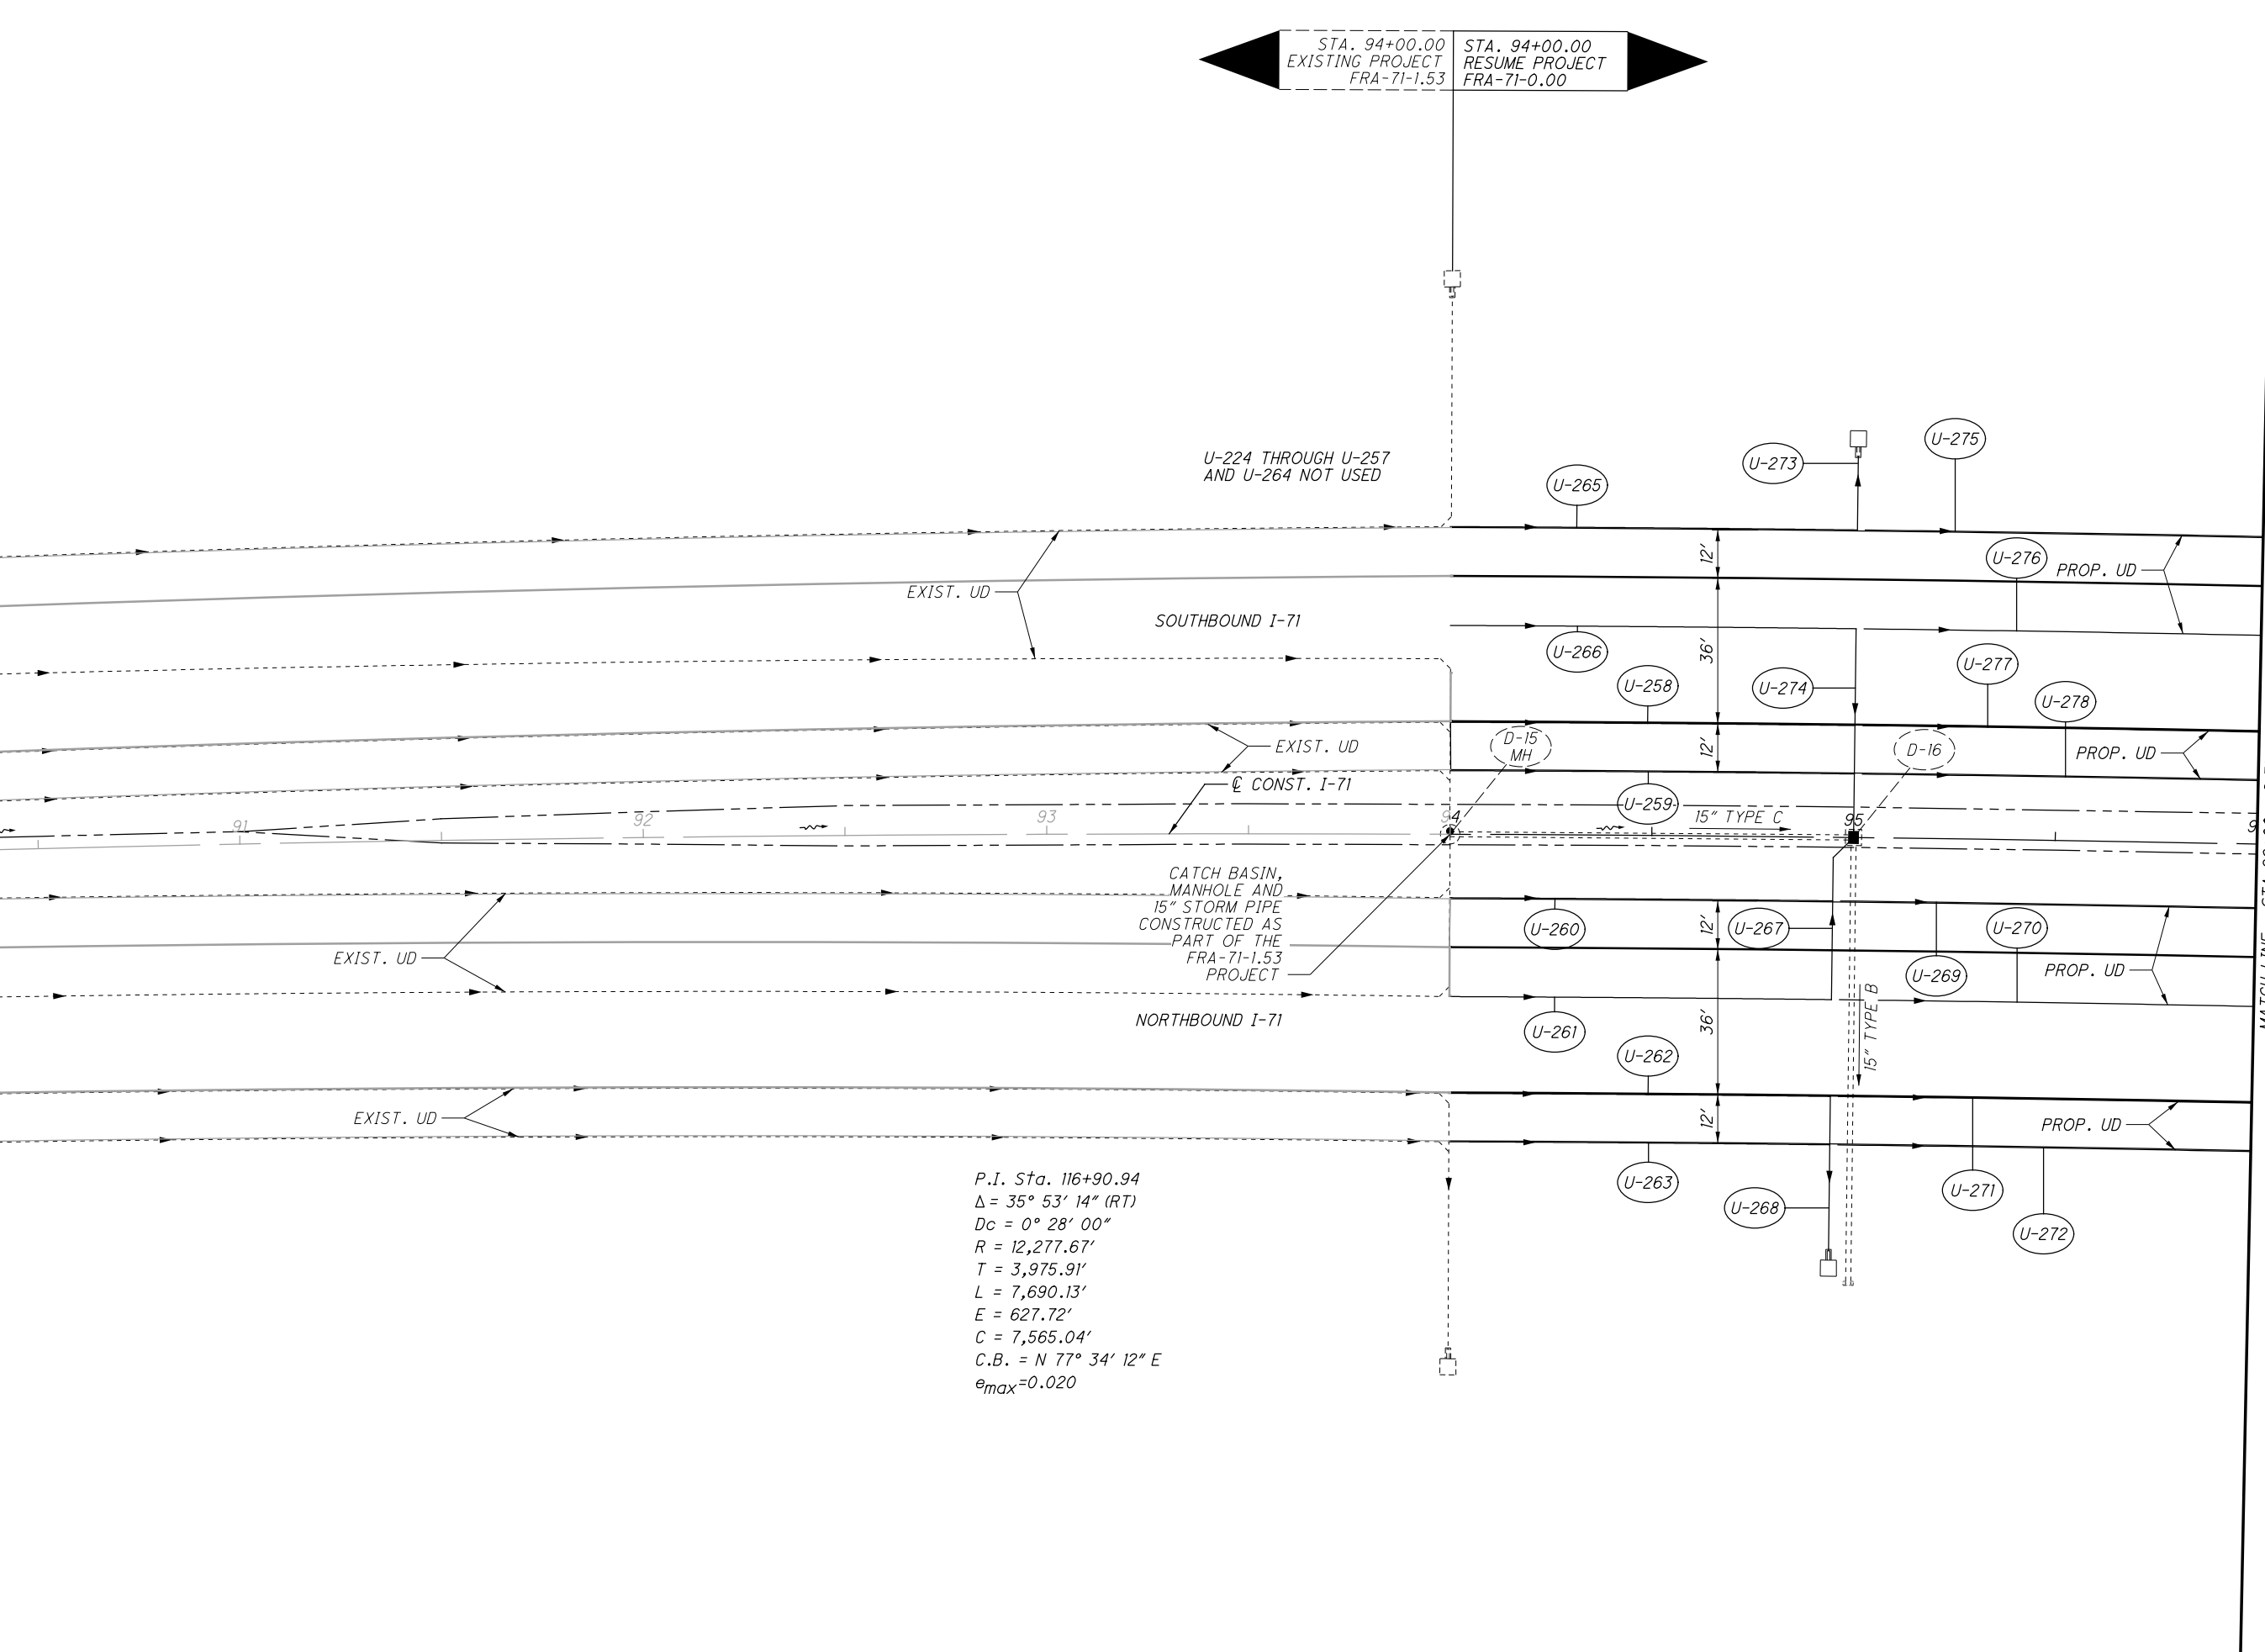 STA. 94+00.00
EXISTING PROJECT
FRA-71-1.53
STA. 94+00.00
RESUME PROJECT
FRA-71-0.00
U-224 THROUGH U-257
AND U-264 NOT USED
U-265
U-273
U-275
12'
U-276
PROP. UD
EXIST. UD
SOUTHBOUND I-71
36'
U-266
U-258
U-274
U-277
U-278
EXIST. UD
D-15
MH
12'
D-16
PROP. UD
℄ CONST. I-71
U-259
15" TYPE C
91
92
93
94
95
CATCH BASIN,
MANHOLE AND
15" STORM PIPE
CONSTRUCTED AS
PART OF THE
FRA-71-1.53
PROJECT
EXIST. UD
U-260
12'
U-267
U-270
U-269
PROP. UD
NORTHBOUND I-71
U-261
36'
15" TYPE B
U-262
EXIST. UD
12'
PROP. UD
U-263
U-268
U-271
U-272
P.I. Sta. 116+90.94
Δ = 35° 53' 14" (RT)
Dc = 0° 28' 00"
R = 12,277.67'
T = 3,975.91'
L = 7,690.13'
E = 627.72'
C = 7,565.04'
C.B. = N 77° 34' 12" E
emax=0.020